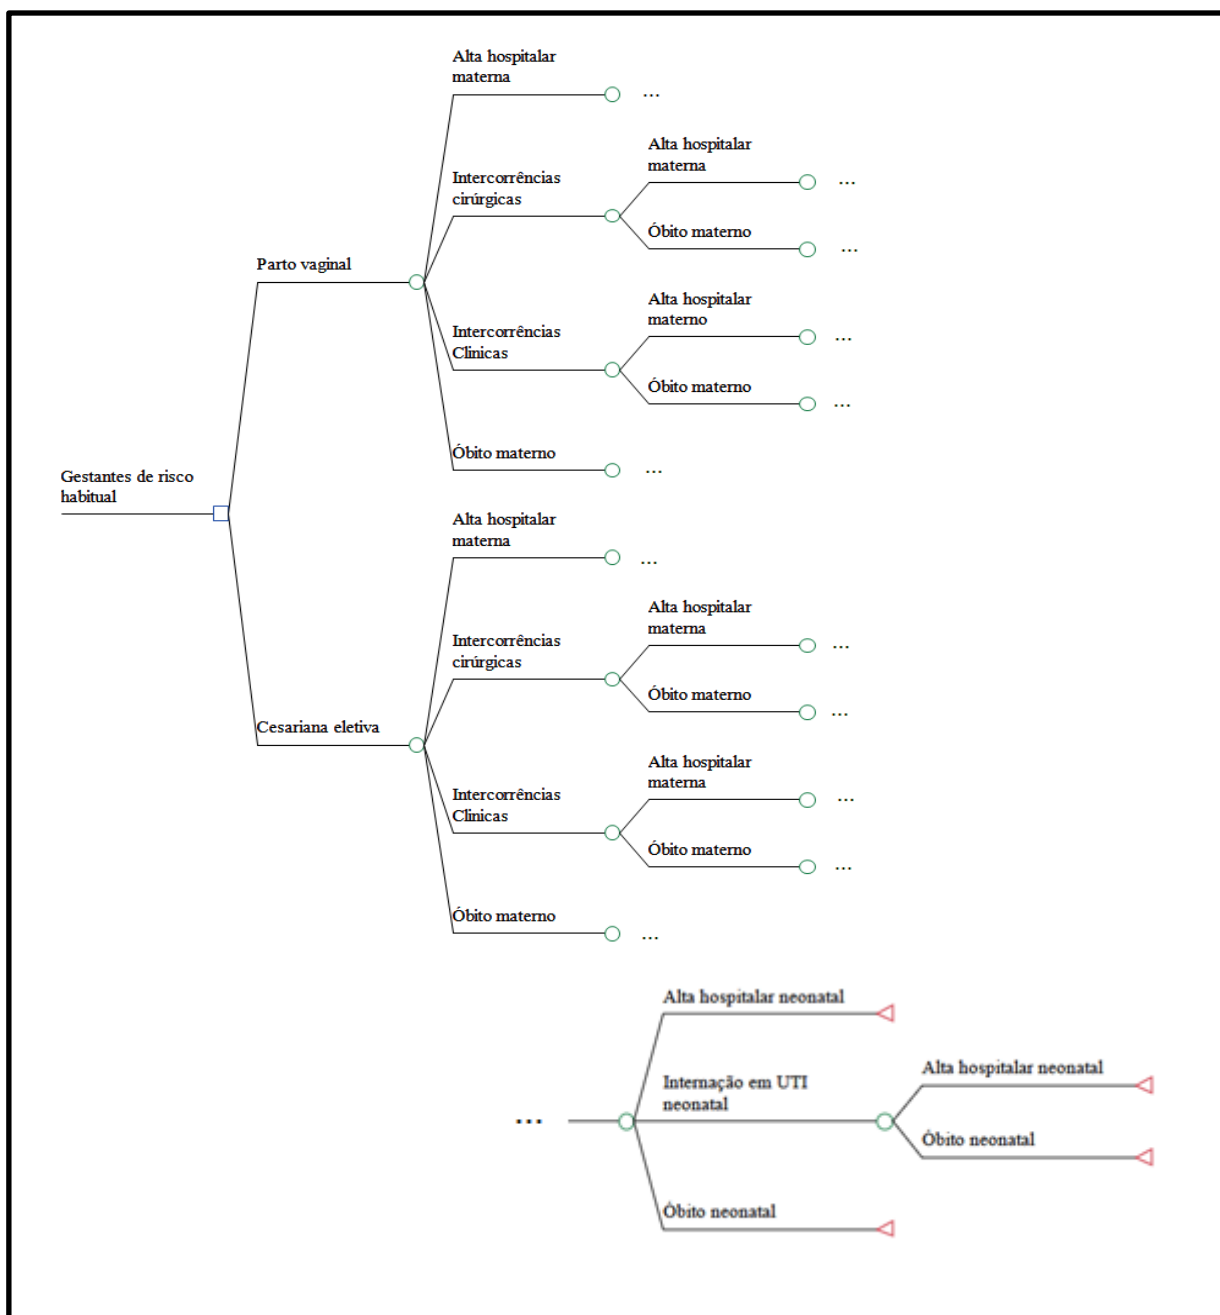 Alta hospitalar
materna
...
Alta hospitalar
materna
...
Intercorrências
cirúrgicas
Óbito materno
...
Parto vaginal
Alta hospitalar
materno
...
Intercorrências
Clinicas
Óbito materno
...
Óbito materno
...
Gestantes de risco
habitual
Alta hospitalar
materna
...
Alta hospitalar
materna
...
Intercorrências
cirúrgicas
Óbito materno
...
Cesariana eletiva
Alta hospitalar
materna
...
Intercorrências
Clinicas
Óbito materno
...
Óbito materno
...
Alta hospitalar neonatal
Alta hospitalar neonatal
Internação em UTI
neonatal
...
Óbito neonatal
Óbito neonatal